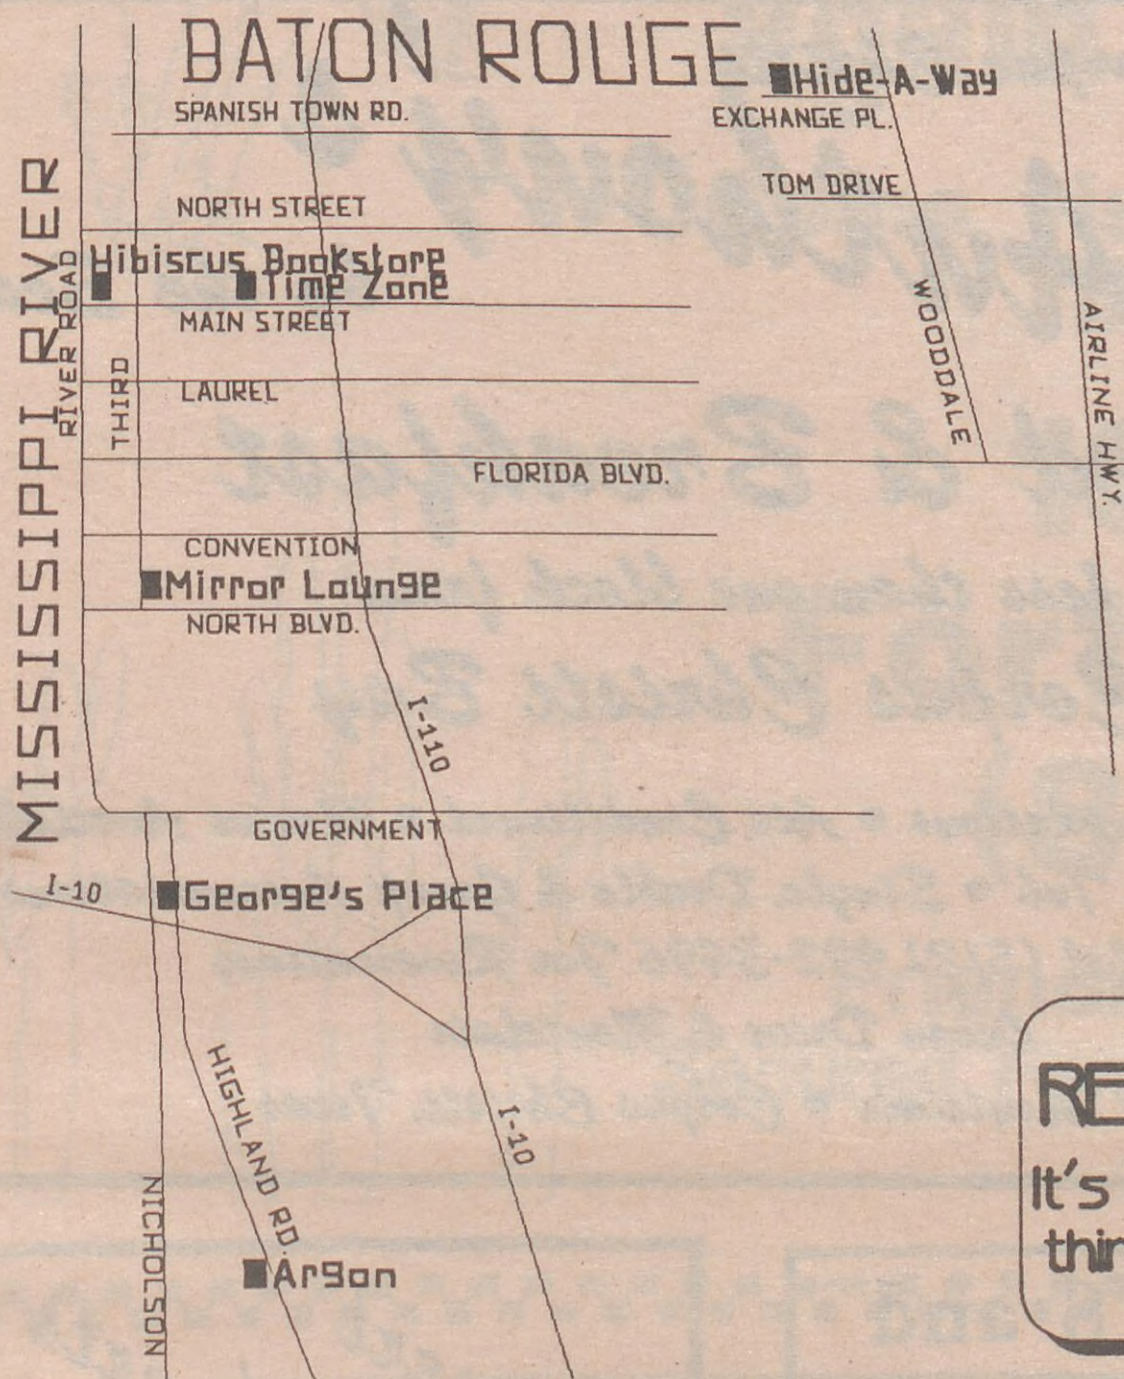 BATON ROUGE
Hide-A-Way
SPANISH TOWN RD.
EXCHANGE PL.
TOM DRIVE
NORTH STREET
MISSISSIPPI RIVER
RIVER ROAD
Hibiscus Bookstore
Time Zone
MAIN STREET
WOODDALE
AIRLINE HWY.
THIRD
LAUREL
FLORIDA BLVD.
CONVENTION
Mirror Lounge
NORTH BLVD.
I-110
GOVERNMENT
I-10
George's Place
HIGHLAND RD.
I-10
NICHOLSON
Argon
RE
It's
thin